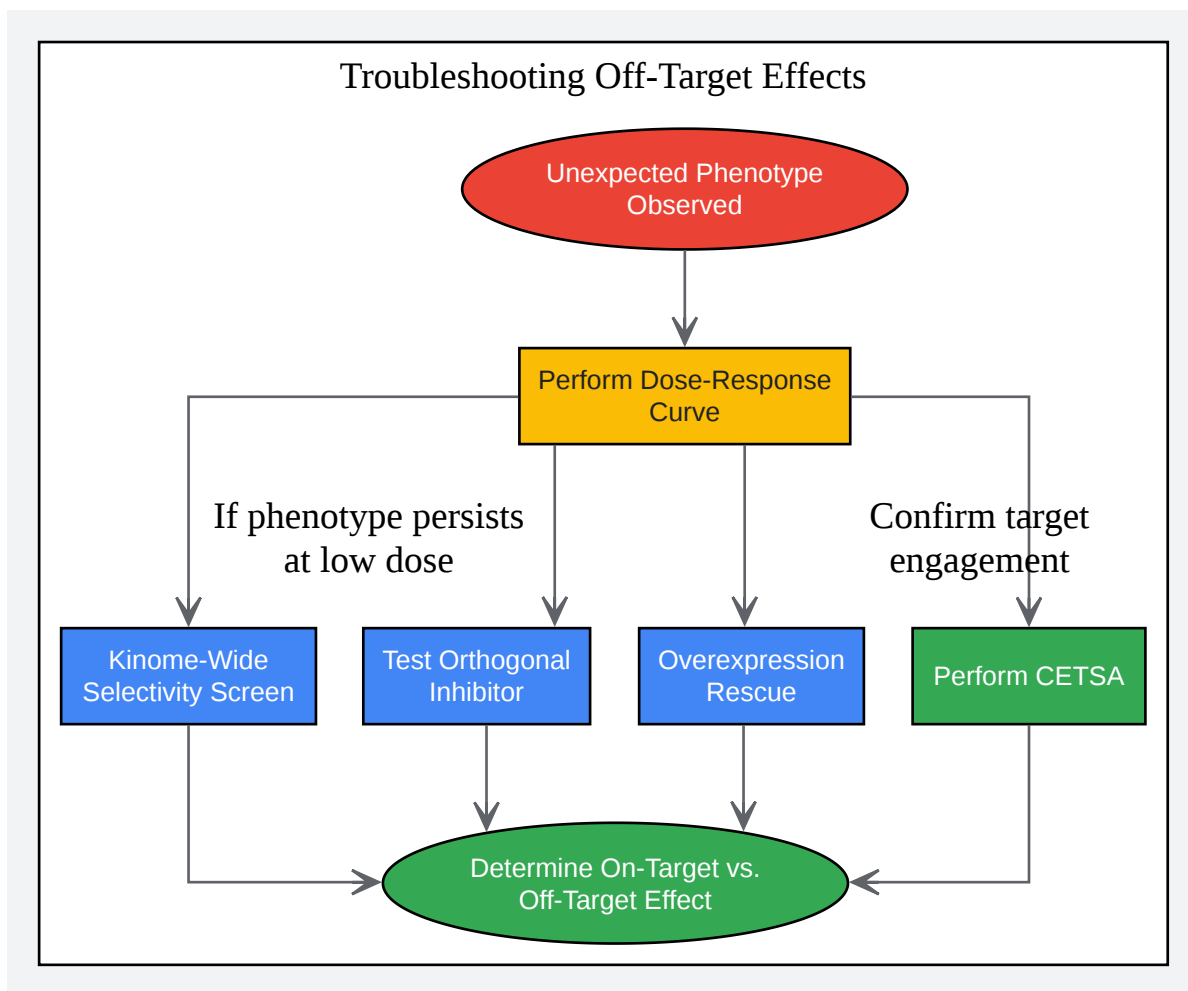 Troubleshooting Off-Target Effects
Unexpected Phenotype
Observed
Perform Dose-Response
Curve
If phenotype persists
at low dose
Confirm target
engagement
Kinome-Wide
Selectivity Screen
Test Orthogonal
Inhibitor
Overexpression
Rescue
Perform CETSA
Determine On-Target vs.
Off-Target Effect